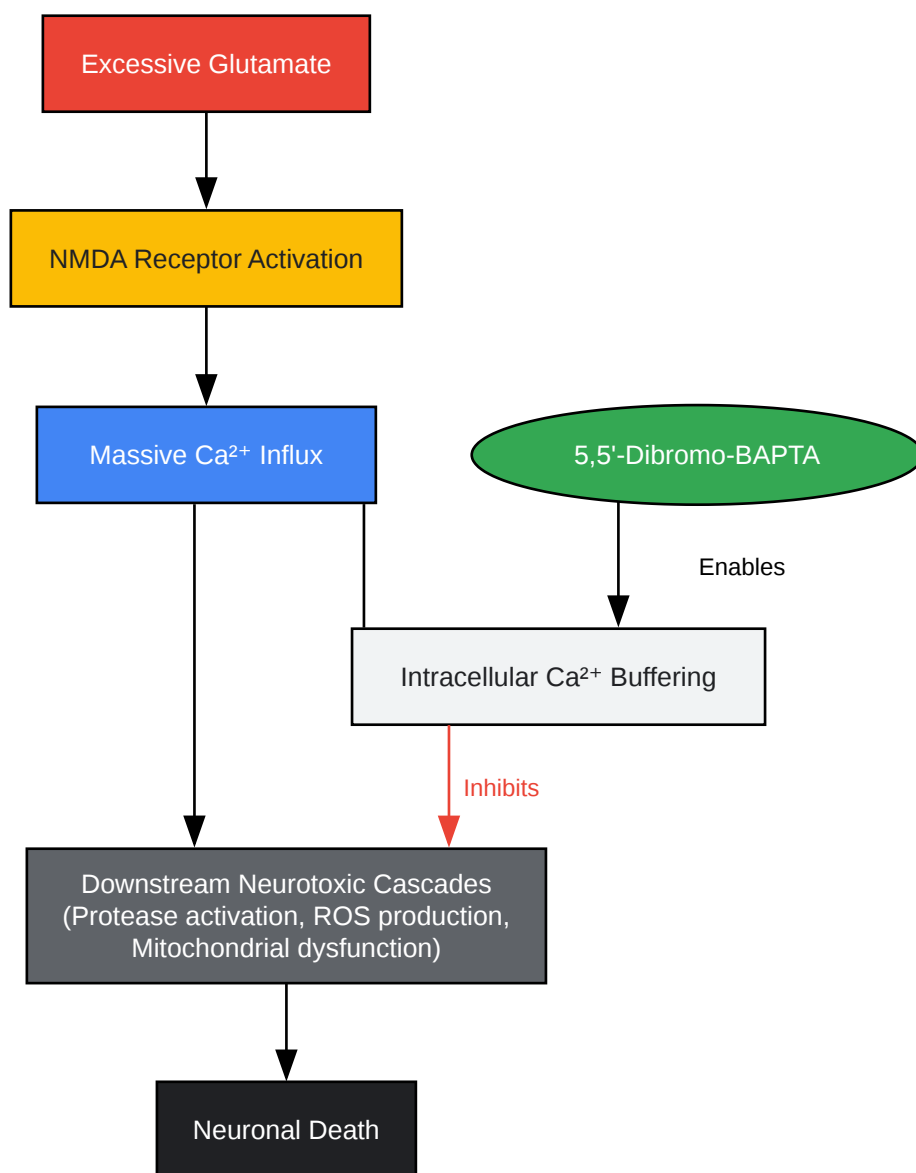 Excessive Glutamate
NMDA Receptor Activation
Massive Ca²⁺ Influx
5,5'-Dibromo-BAPTA
Enables
Intracellular Ca²⁺ Buffering
Inhibits
Downstream Neurotoxic Cascades
(Protease activation, ROS production,
Mitochondrial dysfunction)
Neuronal Death